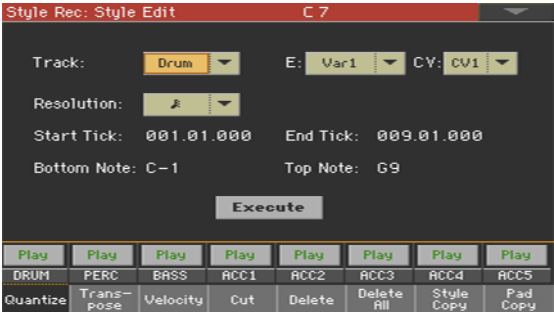 Style Rec: Style Edit C 7
Track: Drum E: Var1 CV: CV1
Resolution:
Start Tick: 001.01.000 End Tick: 009.01.000
Bottom Note: C-1 Top Note: G9
Execute
Play Play Play Play Play Play Play Play
DRUM PERC BASS ACC1 ACC2 ACC3 ACC4 ACC5
Quantize Trans-pose Velocity Cut Delete Delete All Style Copy Pad Copy